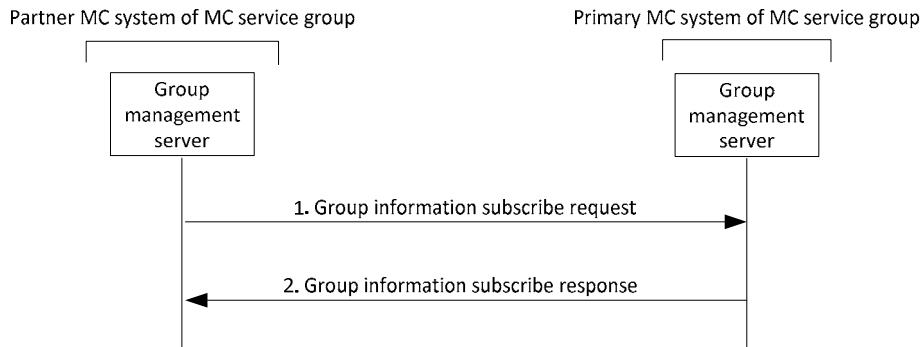 Partner MC system of MC service group
Primary MC system of MC service group
Group
management
server
Group
management
server
1. Group information subscribe request
2. Group information subscribe response